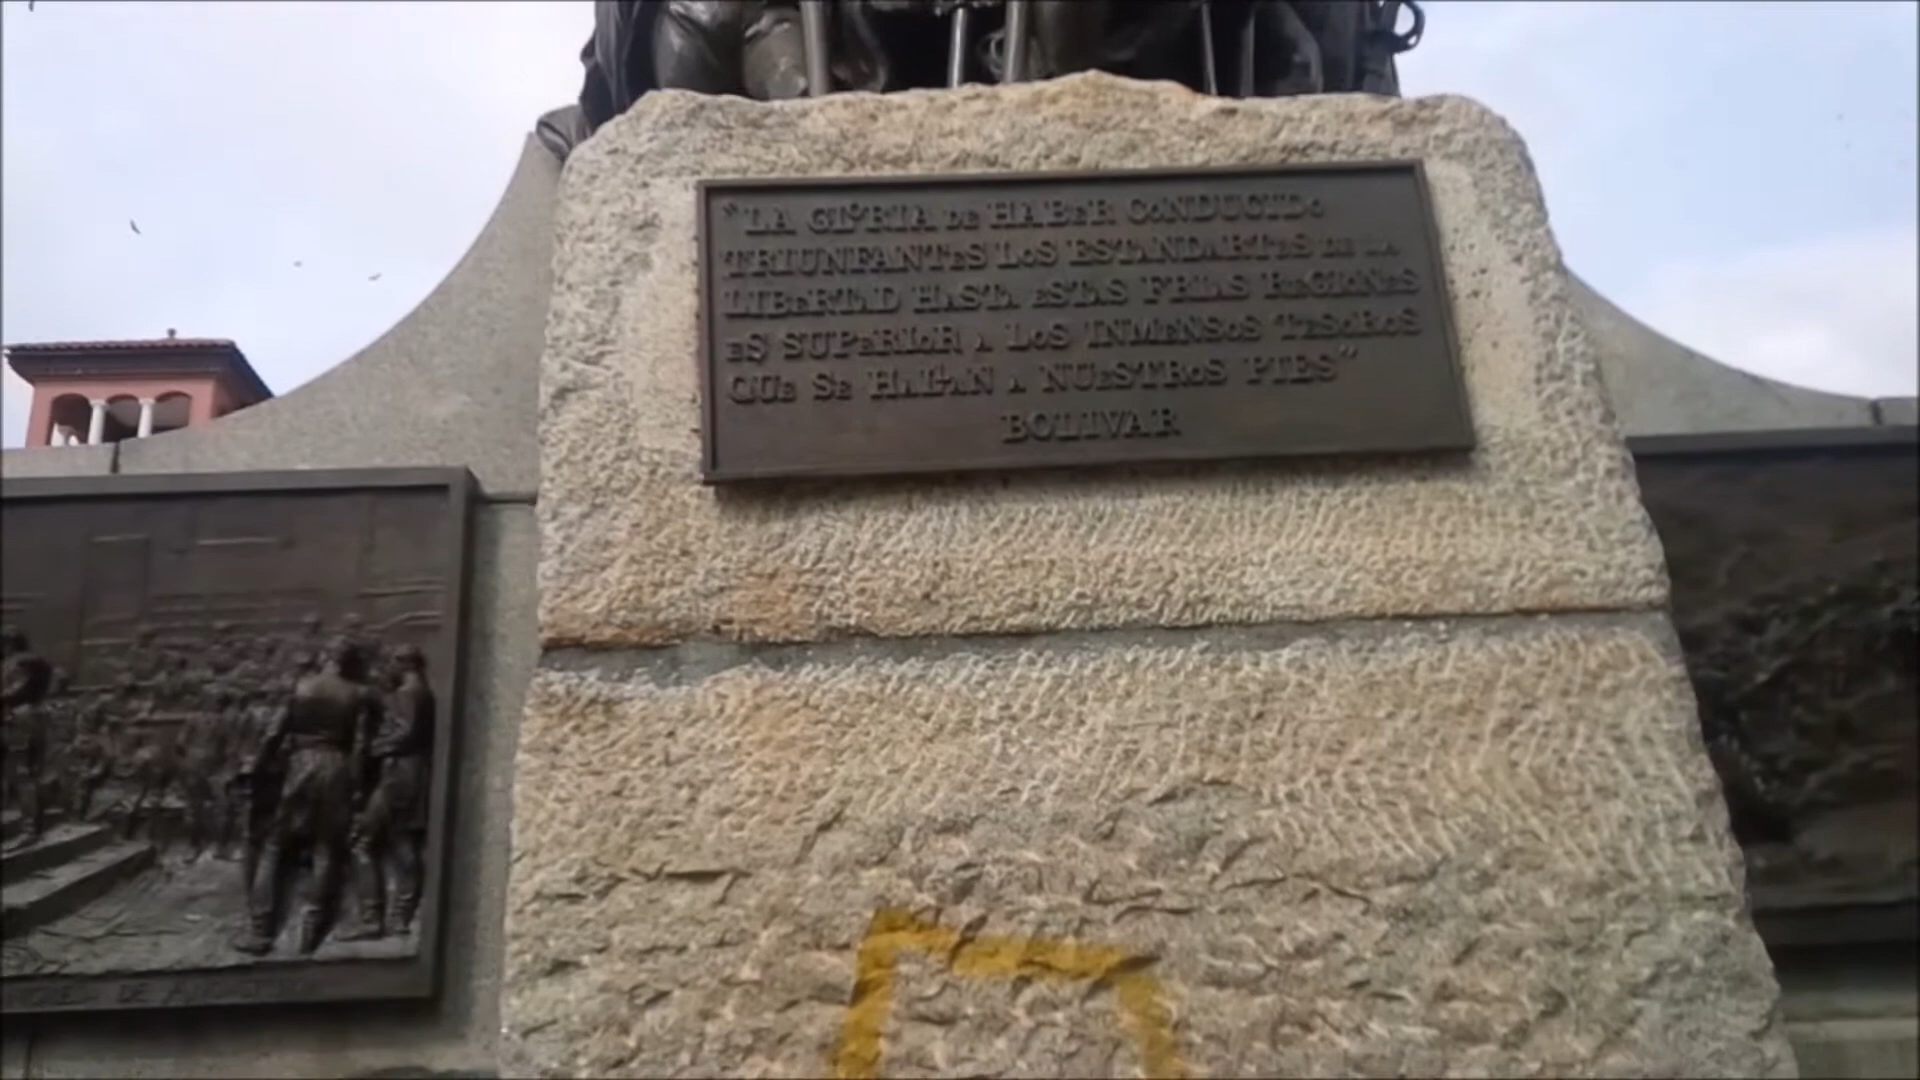 "LA GLORIA DE HABER CONDUCIDO
TRIUNFANTES LOS ESTANDARTES DE LA
LIBERTAD HASTA ESTAS FRIAS REGIONES
ES SUPERIOR A LOS INMENSOS TESOROS
QUE SE HALLAN A NUESTROS PIES"
BOLIVAR
DE